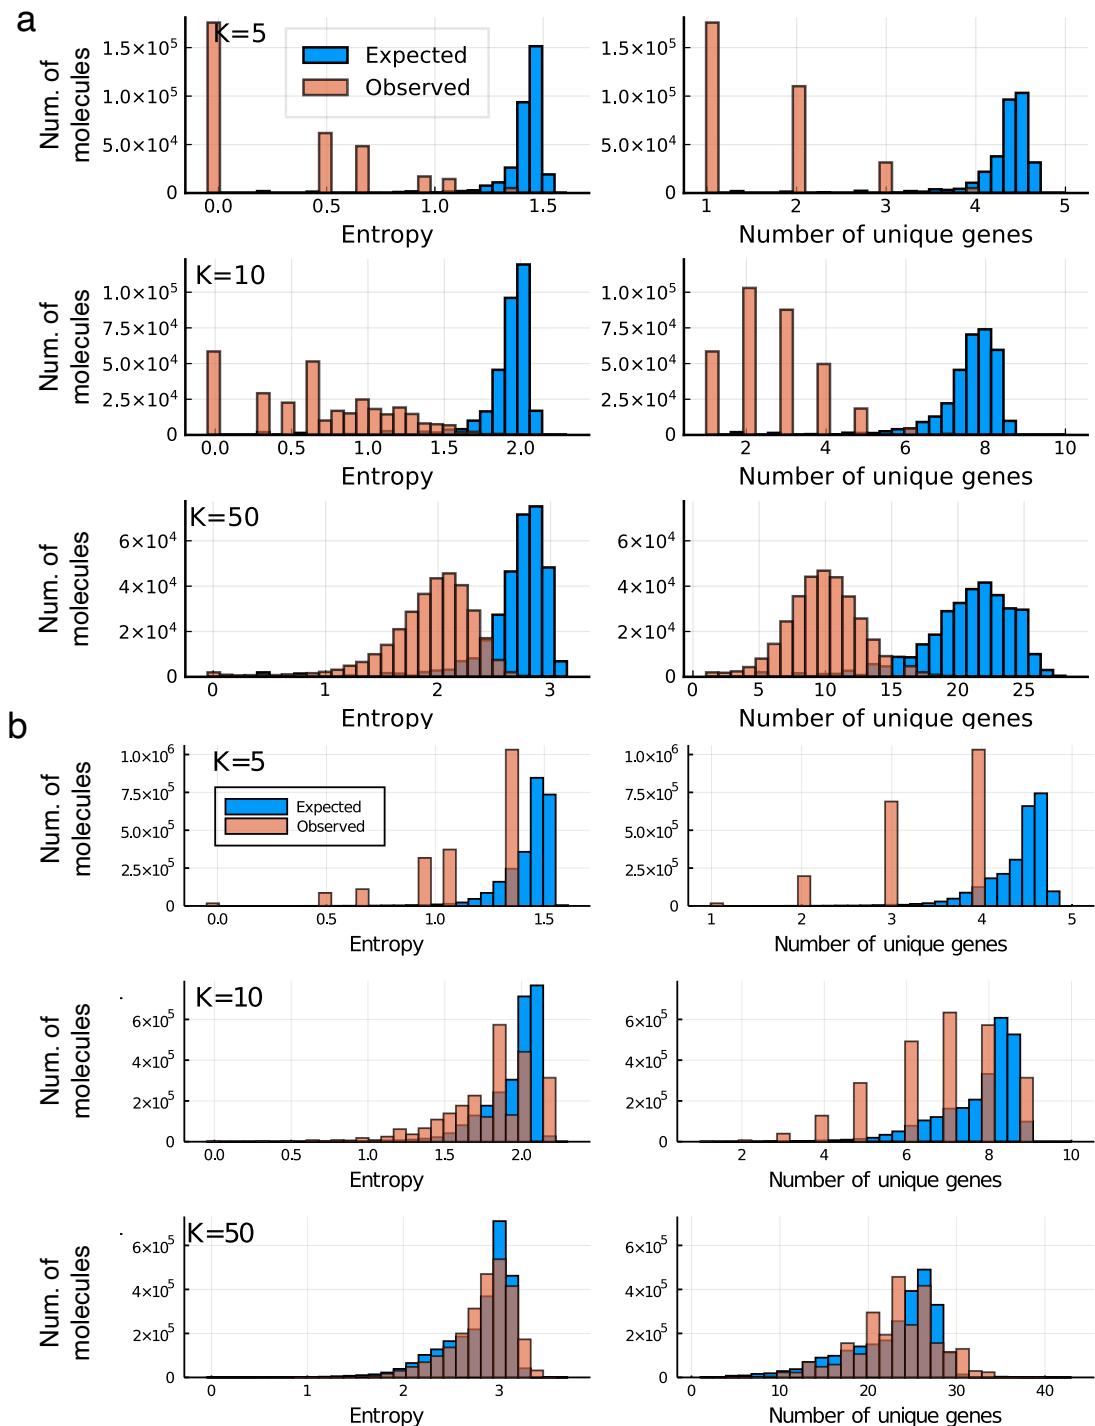 a
K=5
Expected
Observed
Num. of
molecules
1.5×10⁵
1.0×10⁵
5.0×10⁴
0
0.0 0.5 1.0 1.5
Entropy
1.5×10⁵
1.0×10⁵
5.0×10⁴
0
1 2 3 4 5
Number of unique genes
K=10
Num. of
molecules
1.0×10⁵
7.5×10⁴
5.0×10⁴
2.5×10⁴
0
0.0 0.5 1.0 1.5 2.0
Entropy
1.0×10⁵
7.5×10⁴
5.0×10⁴
2.5×10⁴
0
2 4 6 8 10
Number of unique genes
K=50
Num. of
molecules
6×10⁴
4×10⁴
2×10⁴
0
0 1 2 3
Entropy
6×10⁴
4×10⁴
2×10⁴
0
0 5 10 15 20 25
Number of unique genes
b
K=5
Expected
Observed
Num. of
molecules
1.0×10⁶
7.5×10⁵
5.0×10⁵
2.5×10⁵
0
0.0 0.5 1.0 1.5
Entropy
1.0×10⁶
7.5×10⁵
5.0×10⁵
2.5×10⁵
0
1 2 3 4 5
Number of unique genes
K=10
Num. of
molecules
6×10⁵
4×10⁵
2×10⁵
0
0.0 0.5 1.0 1.5 2.0
Entropy
6×10⁵
4×10⁵
2×10⁵
0
2 4 6 8 10
Number of unique genes
K=50
Num. of
molecules
6×10⁵
4×10⁵
2×10⁵
0
0 1 2 3
Entropy
6×10⁵
4×10⁵
2×10⁵
0
0 10 20 30 40
Number of unique genes